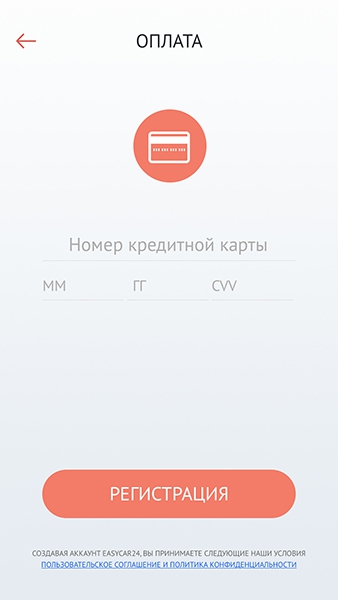 ОПЛАТА
Номер кредитной карты
ММ ГГ CVV
РЕГИСТРАЦИЯ
СОЗДАВАЯ АККАУНТ EASYCAR24, ВЫ ПРИНИМАЕТЕ СЛЕДУЮЩИЕ НАШИ УСЛОВИЯ
ПОЛЬЗОВАТЕЛЬСКОЕ СОГЛАШЕНИЕ И ПОЛИТИКА КОНФИДЕНЦИАЛЬНОСТИ